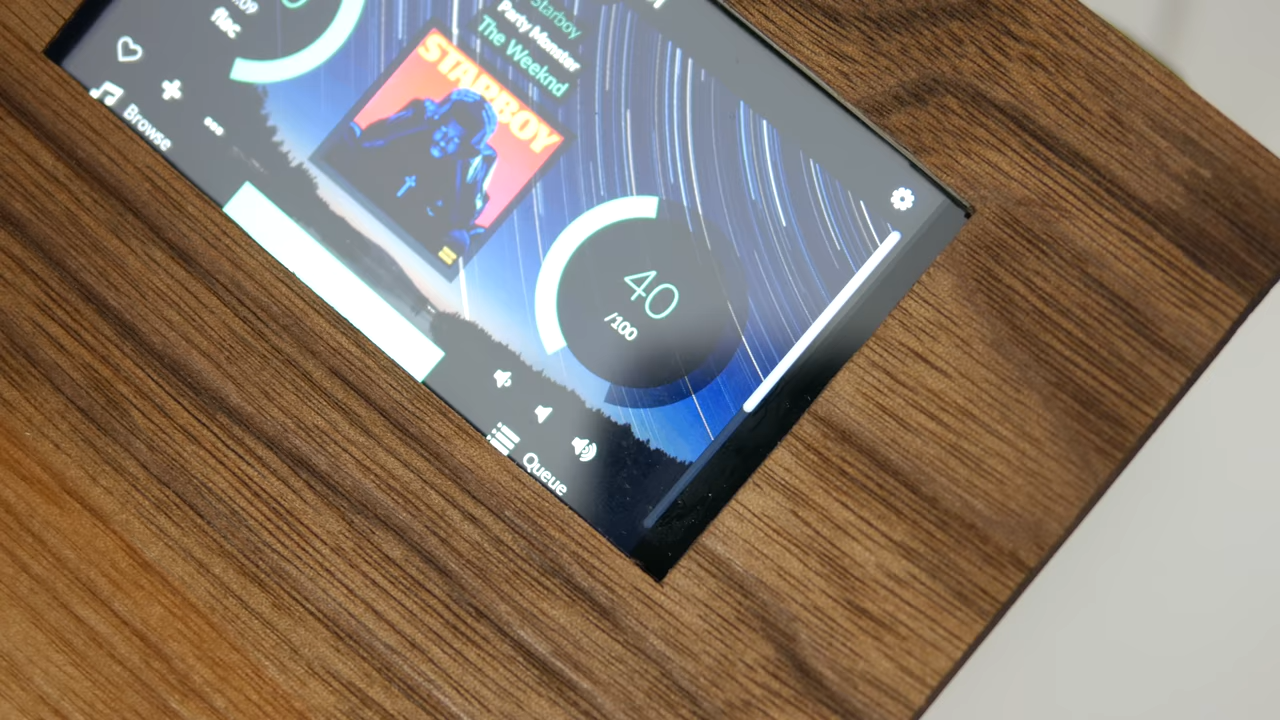 Starboy
Party Monster
The Weeknd
STARBOY
flac
Browse
40
/100
Queue